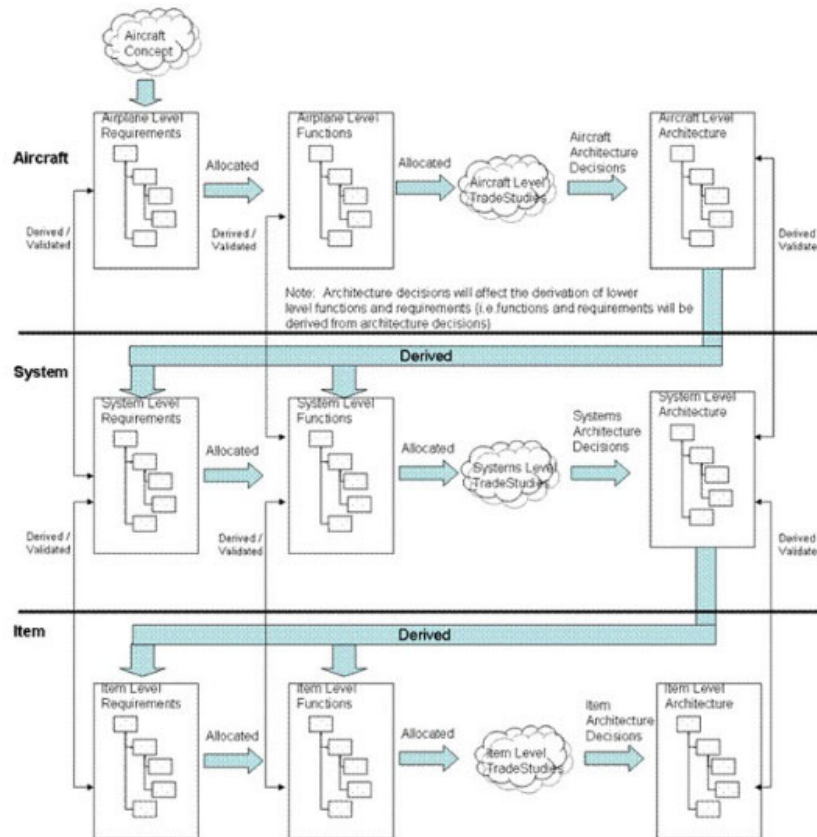 Aircraft
Concept
Airplane Level
Requirements
Airplane Level
Functions
Aircraft Level
Architecture
Aircraft
Allocated
Allocated
Aircraft Level
TradeStudies
Aircraft
Architecture
Decisions
Derived /
Validated
Derived /
Validated
Derived
Validate
Note: Architecture decisions will affect the derivation of lower
level functions and requirements (i.e.functions and requirements will be
derived from architecture decisions)
Derived
System
System Level
Requirements
System Level
Functions
System Level
Architecture
Allocated
Allocated
Systems Level
TradeStudies
Systems
Architecture
Decisions
Derived /
Validated
Derived /
Validated
Derived
Validate
Derived
Item
Item Level
Requirements
Item Level
Functions
Item Level
Architecture
Allocated
Allocated
Item Level
TradeStudies
Item
Architecture
Decisions